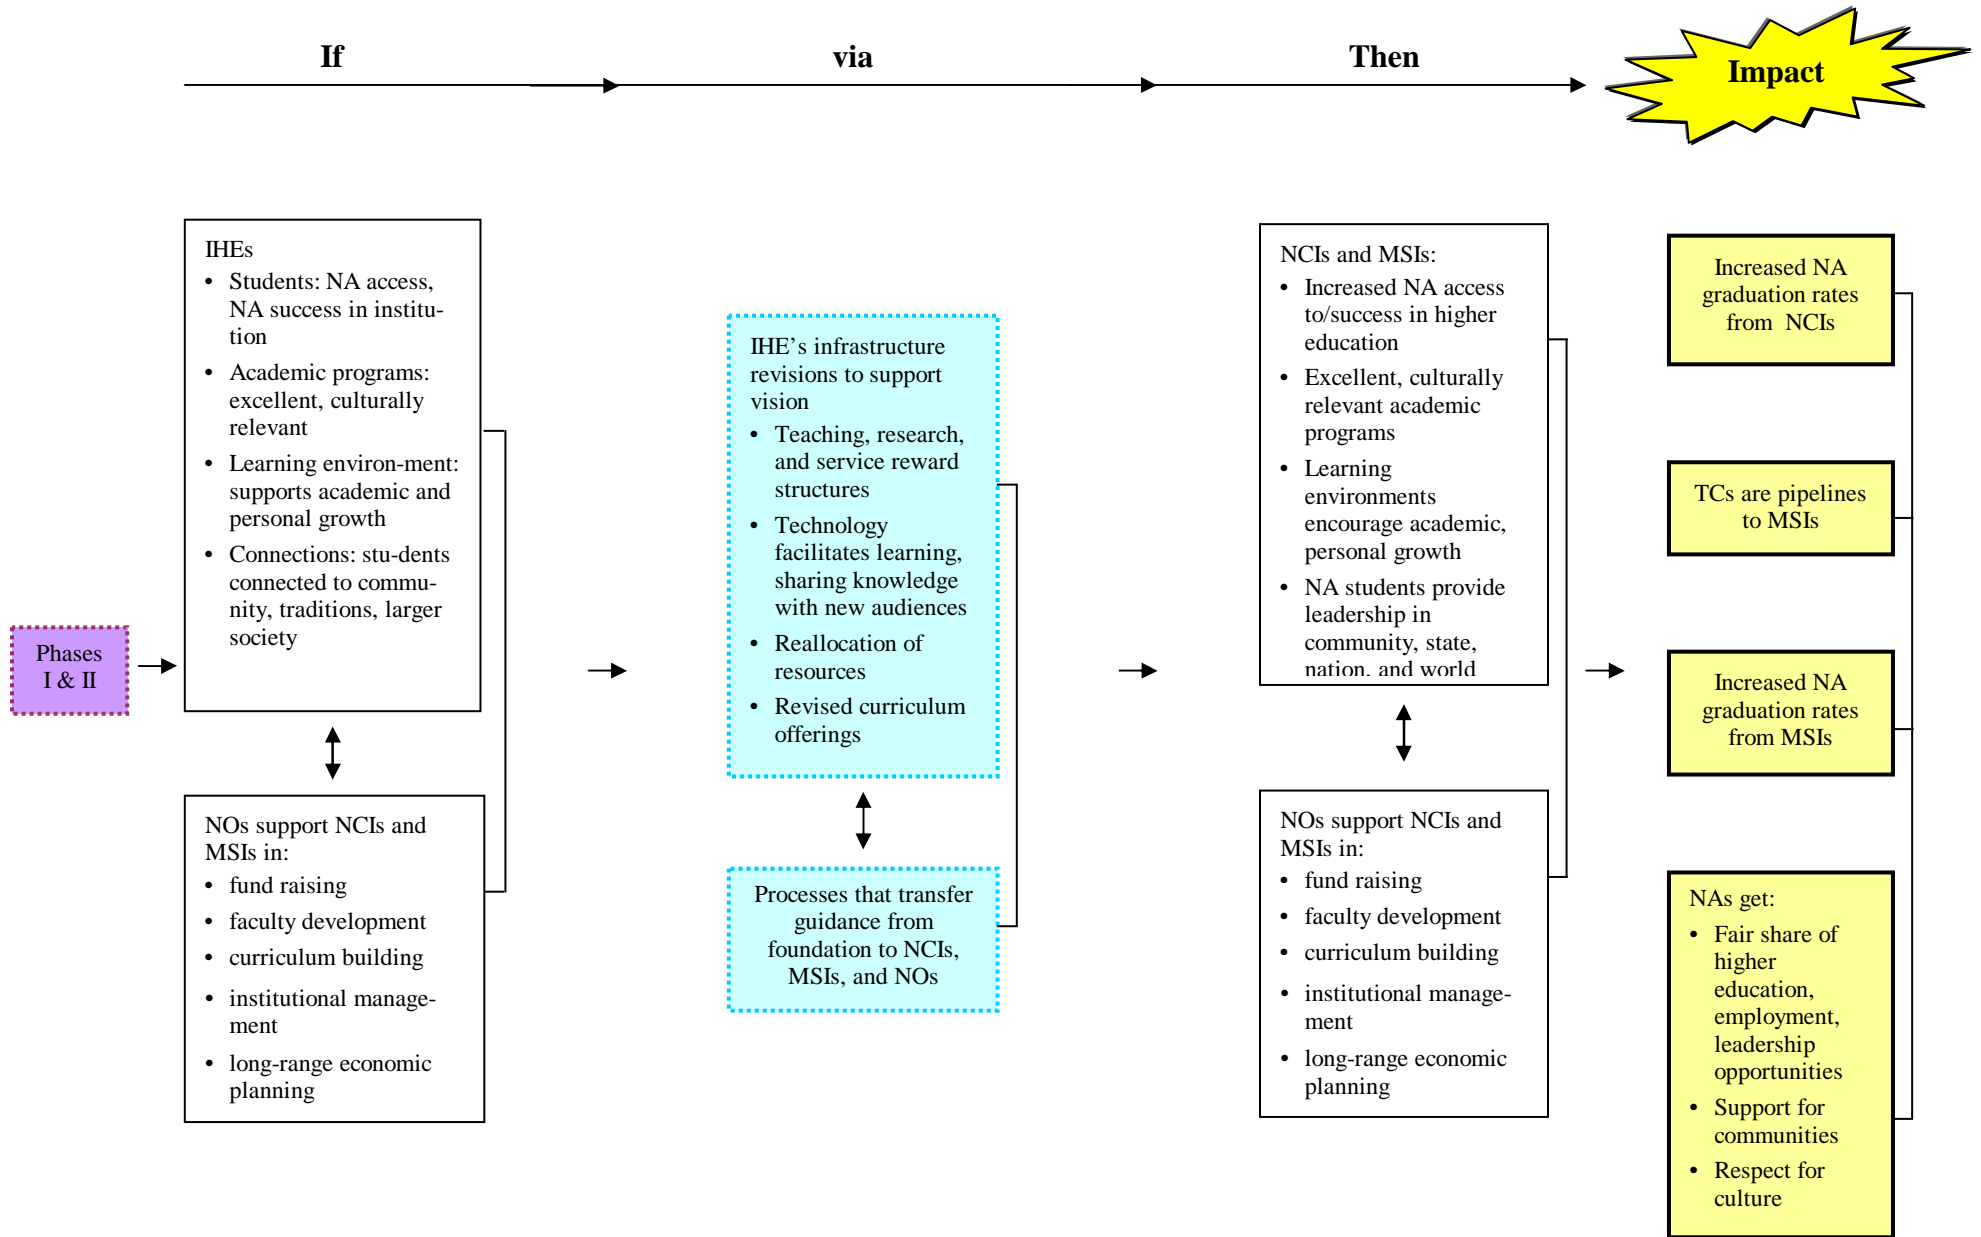 If
via
Then
Impact
Phases
I & II
IHEs
• Students: NA access,
NA success in institu-
tion
• Academic programs:
excellent, culturally
relevant
• Learning environ-ment:
supports academic and
personal growth
• Connections: stu-dents
connected to commu-
nity, traditions, larger
society
NOs support NCIs and
MSIs in:
• fund raising
• faculty development
• curriculum building
• institutional manage-
ment
• long-range economic
planning
IHE’s infrastructure
revisions to support
vision
• Teaching, research,
and service reward
structures
• Technology
facilitates learning,
sharing knowledge
with new audiences
• Reallocation of
resources
• Revised curriculum
offerings
Processes that transfer
guidance from
foundation to NCIs,
MSIs, and NOs
NCIs and MSIs:
• Increased NA access
to/success in higher
education
• Excellent, culturally
relevant academic
programs
• Learning
environments
encourage academic,
personal growth
• NA students provide
leadership in
community, state,
nation, and world
NOs support NCIs and
MSIs in:
• fund raising
• faculty development
• curriculum building
• institutional manage-
ment
• long-range economic
planning
Increased NA
graduation rates
from NCIs
TCs are pipelines
to MSIs
Increased NA
graduation rates
from MSIs
NAs get:
• Fair share of
higher
education,
employment,
leadership
opportunities
• Support for
communities
• Respect for
culture